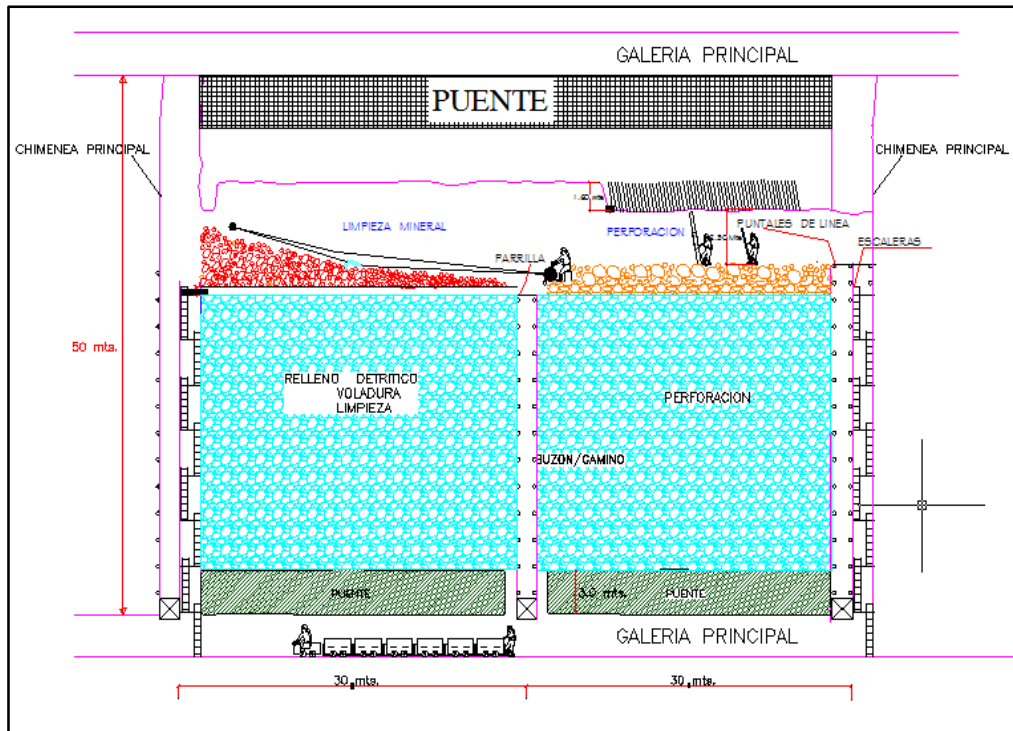 GALERIA PRINCIPAL
PUENTE
CHIMENEA PRINCIPAL
CHIMENEA PRINCIPAL
LIMPIEZA MINERAL
PERFORACION
PUNTALES DE LINEA
ESCALERAS
PARRILLA
50 mts.
RELLENO DETRITICO
VOLADURA
LIMPIEZA
PERFORACION
BUZON/CAMINO
PUENTE
3.0 mts.
PUENTE
GALERIA PRINCIPAL
30 mts.
30 mts.